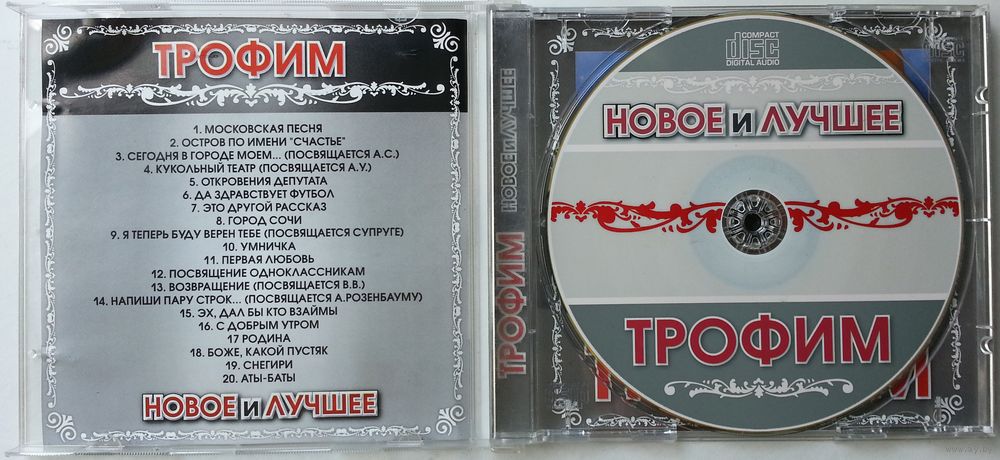 ТРОФИМ
1. МОСКОВСКАЯ ПЕСНЯ
2. ОСТРОВ ПО ИМЕНИ "СЧАСТЬЕ"
3. СЕГОДНЯ В ГОРОДЕ МОЕМ... (ПОСВЯЩАЕТСЯ А.С.)
4. КУКОЛЬНЫЙ ТЕАТР (ПОСВЯЩАЕТСЯ А.У.)
5. ОТКРОВЕНИЯ ДЕПУТАТА
6. ДА ЗДРАВСТВУЕТ ФУТБОЛ
7. ЭТО ДРУГОЙ РАССКАЗ
8. ГОРОД СОЧИ
9. Я ТЕПЕРЬ БУДУ ВЕРЕН ТЕБЕ (ПОСВЯЩАЕТСЯ СУПРУГЕ)
10. УМНИЧКА
11. ПЕРВАЯ ЛЮБОВЬ
12. ПОСВЯЩЕНИЕ ОДНОКЛАССНИКАМ
13. ВОЗВРАЩЕНИЕ (ПОСВЯЩАЕТСЯ В.В.)
14. НАПИШИ ПАРУ СТРОК... (ПОСВЯЩАЕТСЯ А.РОЗЕНБАУМУ)
15. ЭХ, ДАЛ БЫ КТО ВЗАЙМЫ
16. С ДОБРЫМ УТРОМ
17 РОДИНА
18. БОЖЕ, КАКОЙ ПУСТЯК
19. СНЕГИРИ
20. АТЫ-БАТЫ
НОВОЕ И ЛУЧШЕЕ
ТРОФИМ НОВОЕ И ЛУЧШЕЕ
COMPACT
disc
DIGITAL AUDIO
НОВОЕ И ЛУЧШЕЕ
ТРОФИМ